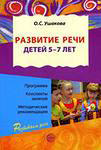 О.С. Ушакова
РАЗВИТИЕ РЕЧИ
ДЕТЕЙ 5–7 ЛЕТ
Программа
Конспекты
занятий
Методические
рекомендации